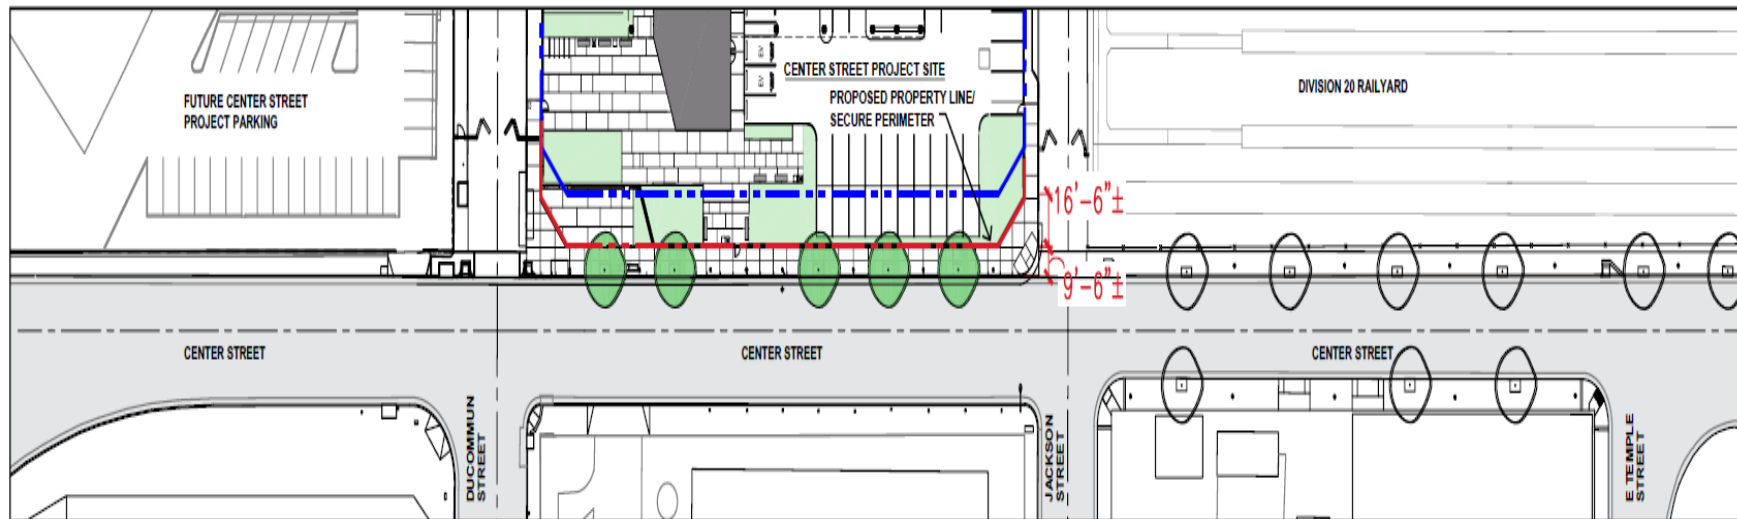 EV
EV
CENTER STREET PROJECT SITE
PROPOSED PROPERTY LINE/
SECURE PERIMETER
FUTURE CENTER STREET
PROJECT PARKING
DIVISION 20 RAILYARD
16'-6"±
9'-6"±
CENTER STREET
CENTER STREET
CENTER STREET
DUCOMMUN
STREET
JACKSON
STREET
E TEMPLE
STREET